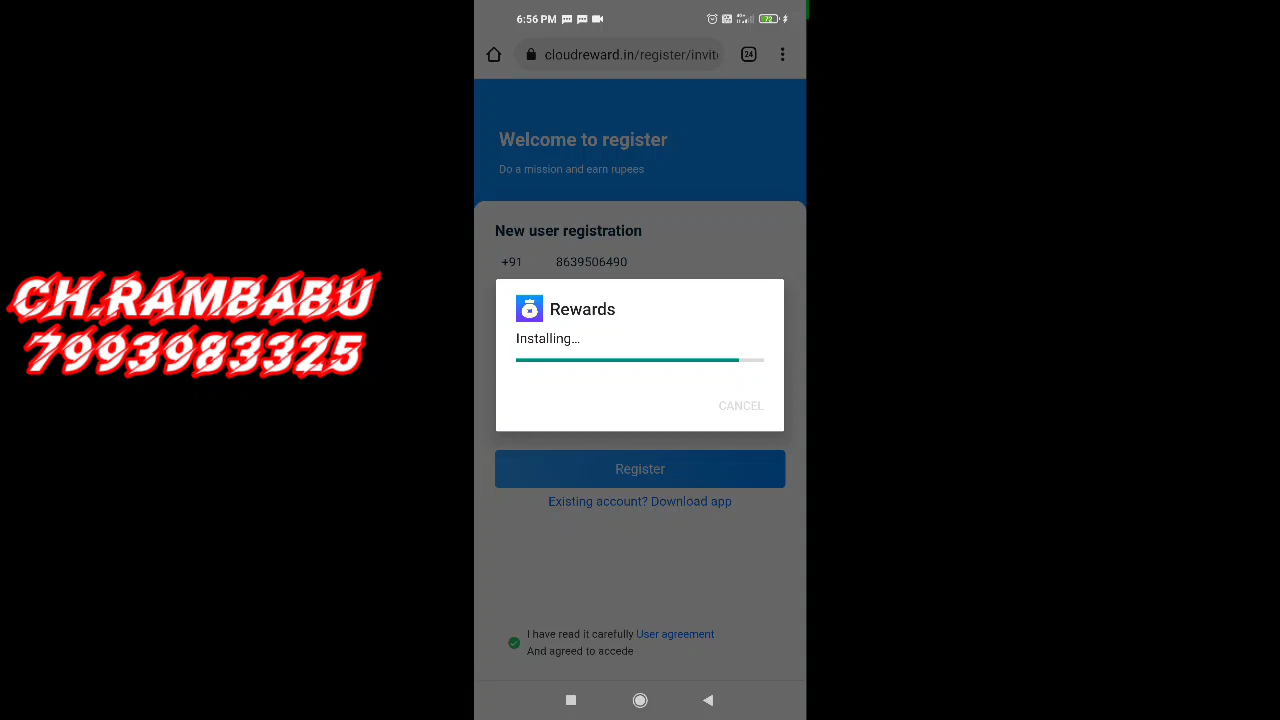 6:56 PM
72
cloudreward.in/register/invit
24
Welcome to register
Do a mission and earn rupees
New user registration
+91 8639506490
Rewards
Installing...
CANCEL
Register
Existing account? Download app
I have read it carefully User agreement
And agreed to accede
CH.RAMBABU
7993983325